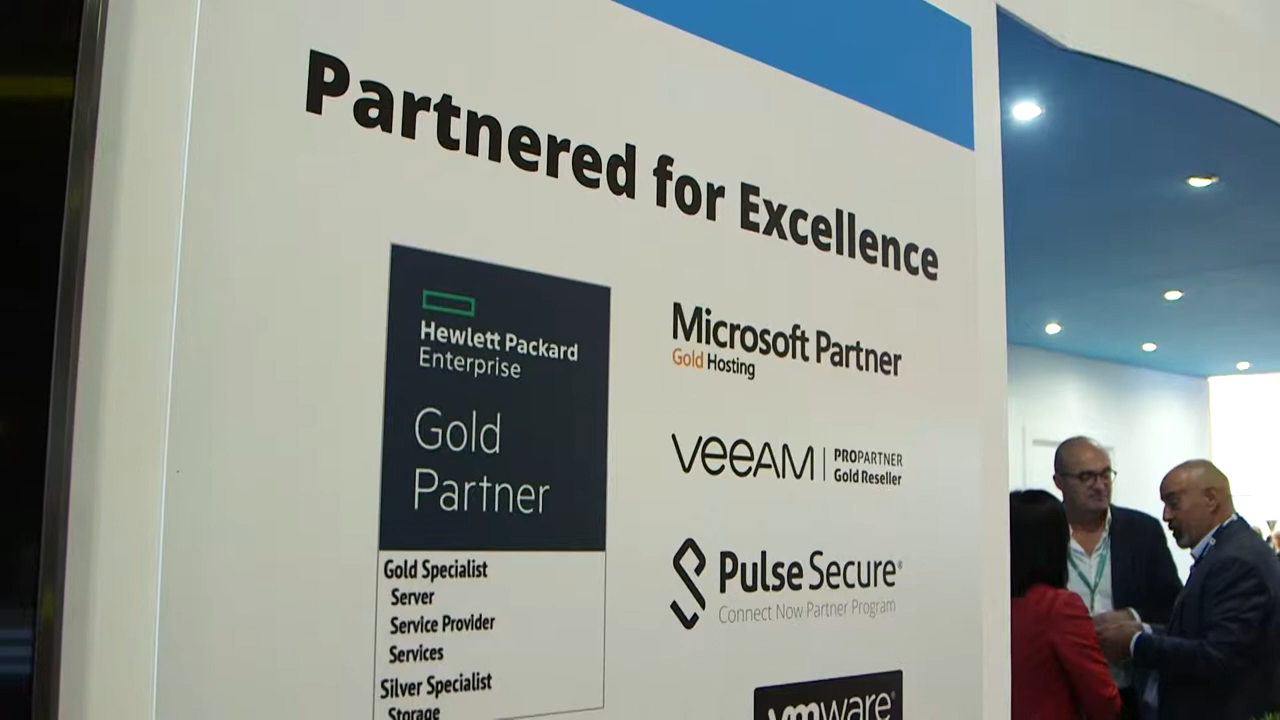 Partnered for Excellence
Hewlett Packard
Enterprise
Gold
Partner
Gold Specialist
Server
Service Provider
Services
Silver Specialist
Storage
Microsoft Partner
Gold Hosting
veeAM | PROPARTNER
Gold Reseller
Pulse Secure®
Connect Now Partner Program
vmware®